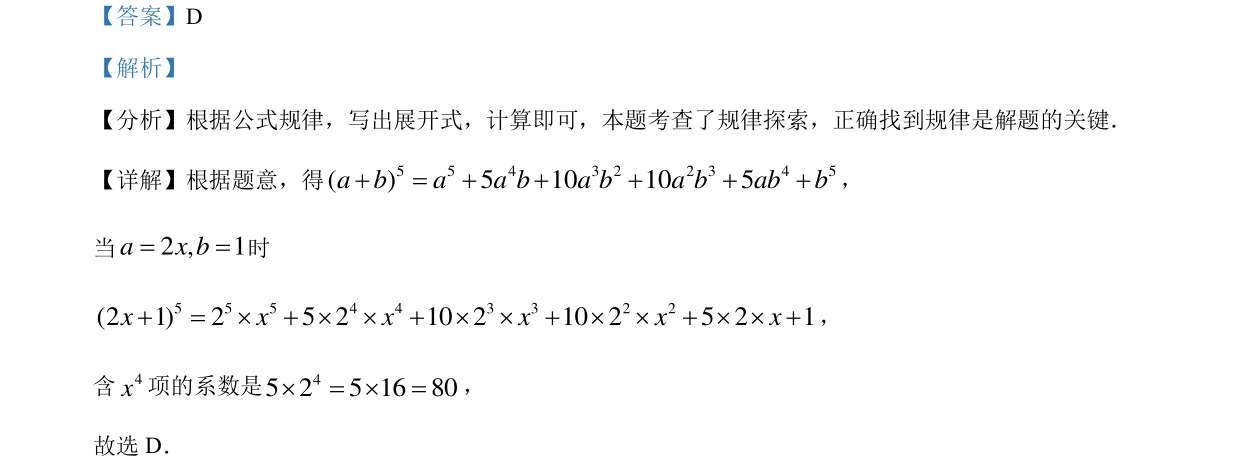 【答案】D
【解析】
【分析】根据公式规律，写出展开式，计算即可，本题考查了规律探索，正确找到规律是解题的关键．
【详解】根据题意，得$(a+b)^5=a^5+5a^4b+10a^3b^2+10a^2b^3+5ab^4+b^5$，
当$a=2x,b=1$时
$(2x+1)^5=2^5×x^5+5×2^4×x^4+10×2^3×x^3+10×2^2×x^2+5×2×x+1$，
含$x^4$项的系数是$5×2^4=5×16=80$，
故选 D．